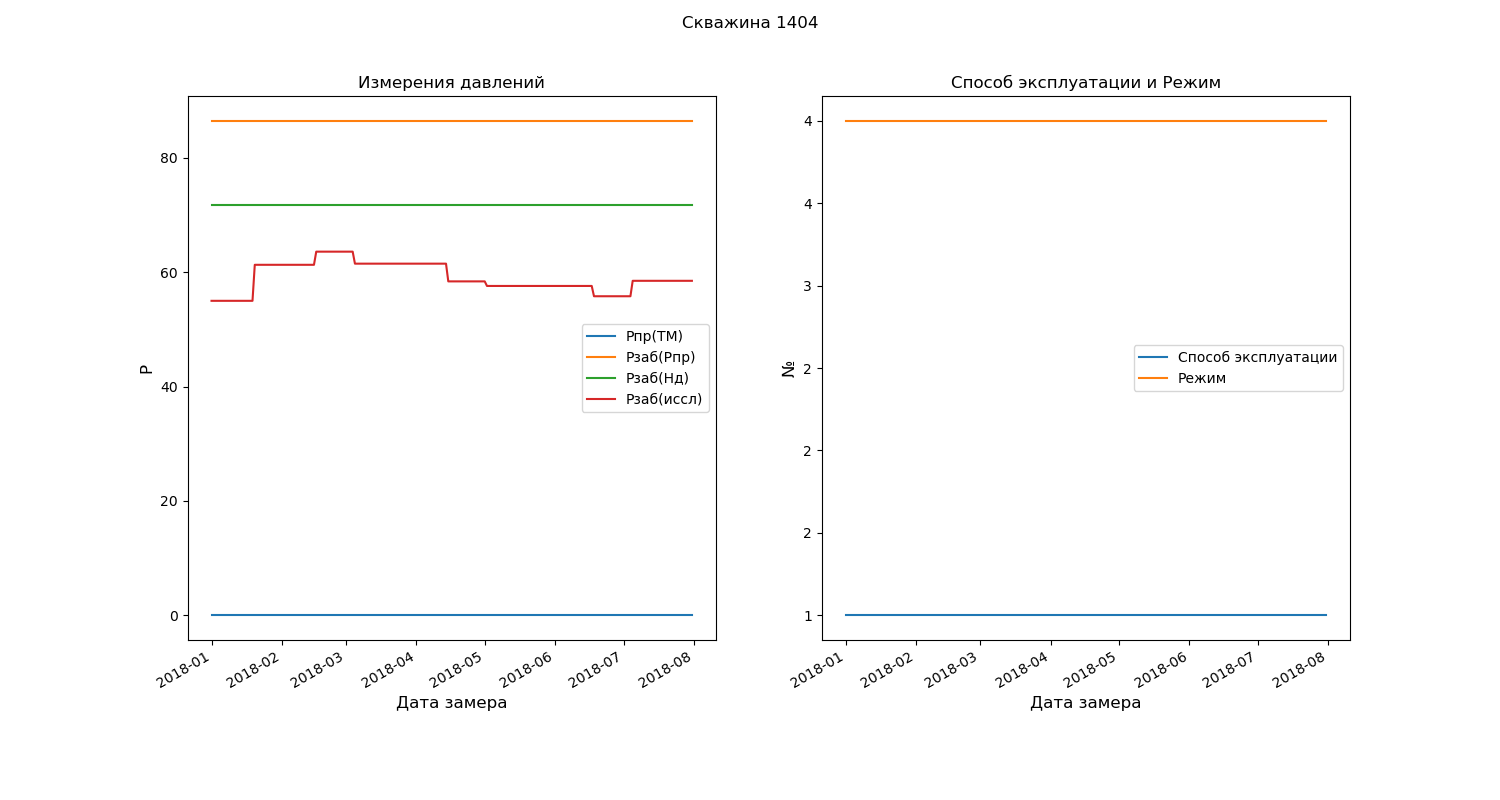 Скважина 1404
Измерения давлений
P
80
60
40
20
0
Рпр(ТМ)
Рзаб(Рпр)
Рзаб(Нд)
Рзаб(иссл)
2018-01
2018-02
2018-03
2018-04
2018-05
2018-06
2018-07
2018-08
Дата замера
Способ эксплуатации и Режим
№
4
4
3
2
2
2
1
Способ эксплуатации
Режим
2018-01
2018-02
2018-03
2018-04
2018-05
2018-06
2018-07
2018-08
Дата замера